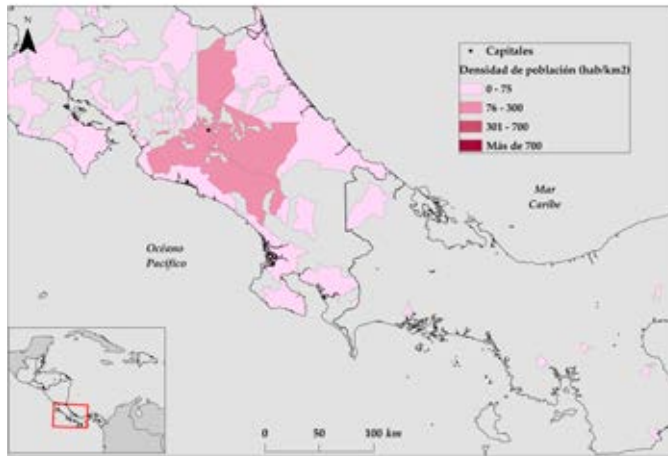 N
Capitales
Densidad de población (hab/km2)
0 - 75
76 - 300
301 - 700
Más de 700
Mar
Caribe
Océano
Pacífico
0 50 100 km